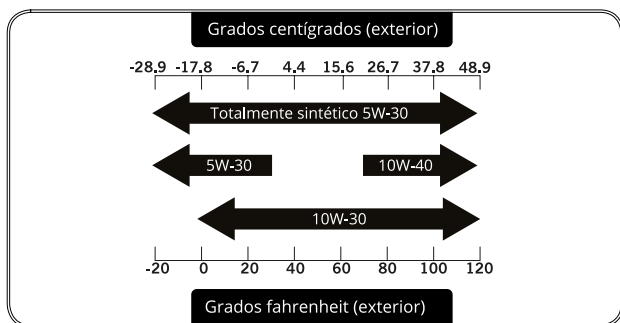 Grados centígrados (exterior)
-28.9 -17.8 -6.7 4.4 15.6 26.7 37.8 48.9
Totalmente sintético 5W-30
5W-30 10W-40
10W-30
-20 0 20 40 60 80 100 120
Grados fahrenheit (exterior)